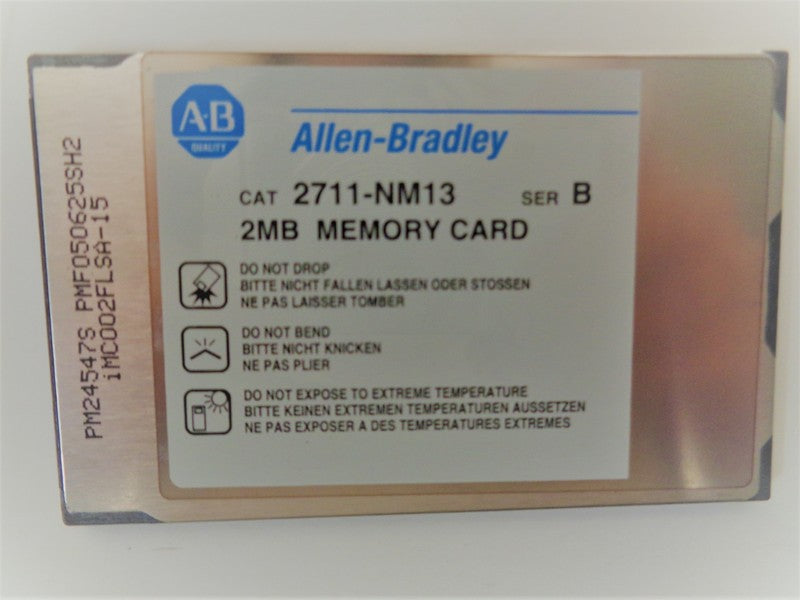 A·B
QUALITY
Allen-Bradley
CAT 2711-NM13 SER B
2MB MEMORY CARD
DO NOT DROP
BITTE NICHT FALLEN LASSEN ODER STOSSEN
NE PAS LAISSER TOMBER
DO NOT BEND
BITTE NICHT KNICKEN
NE PAS PLIER
DO NOT EXPOSE TO EXTREME TEMPERATURE
BITTE KEINEN EXTREMEN TEMPERATUREN AUSSETZEN
NE PAS EXPOSER A DES TEMPERATURES EXTREMES
PM24547S PMF050625SH2
iMC002FLSA-15